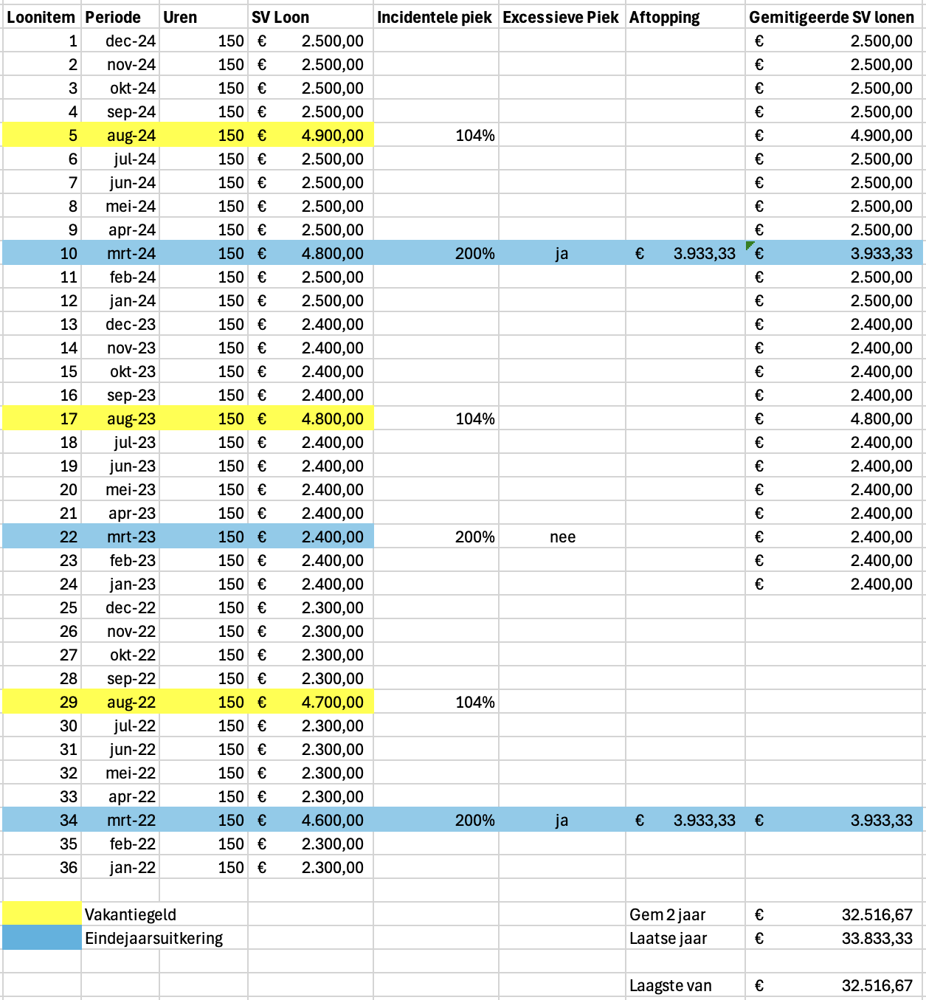 Loonitem Periode Uren SV Loon Incidentele piek Excessieve Piek Aftopping Gemitigeerde SV lonen
1 dec-24 150 € 2.500,00 € 2.500,00
2 nov-24 150 € 2.500,00 € 2.500,00
3 okt-24 150 € 2.500,00 € 2.500,00
4 sep-24 150 € 2.500,00 € 2.500,00
5 aug-24 150 € 4.900,00 104% € 4.900,00
6 jul-24 150 € 2.500,00 € 2.500,00
7 jun-24 150 € 2.500,00 € 2.500,00
8 mei-24 150 € 2.500,00 € 2.500,00
9 apr-24 150 € 2.500,00 € 2.500,00
10 mrt-24 150 € 4.800,00 200% ja € 3.933,33 € 3.933,33
11 feb-24 150 € 2.500,00 € 2.500,00
12 jan-24 150 € 2.500,00 € 2.500,00
13 dec-23 150 € 2.400,00 € 2.400,00
14 nov-23 150 € 2.400,00 € 2.400,00
15 okt-23 150 € 2.400,00 € 2.400,00
16 sep-23 150 € 2.400,00 € 2.400,00
17 aug-23 150 € 4.800,00 104% € 4.800,00
18 jul-23 150 € 2.400,00 € 2.400,00
19 jun-23 150 € 2.400,00 € 2.400,00
20 mei-23 150 € 2.400,00 € 2.400,00
21 apr-23 150 € 2.400,00 € 2.400,00
22 mrt-23 150 € 2.400,00 200% nee € 2.400,00
23 feb-23 150 € 2.400,00 € 2.400,00
24 jan-23 150 € 2.400,00 € 2.400,00
25 dec-22 150 € 2.300,00
26 nov-22 150 € 2.300,00
27 okt-22 150 € 2.300,00
28 sep-22 150 € 2.300,00
29 aug-22 150 € 4.700,00 104%
30 jul-22 150 € 2.300,00
31 jun-22 150 € 2.300,00
32 mei-22 150 € 2.300,00
33 apr-22 150 € 2.300,00
34 mrt-22 150 € 4.600,00 200% ja € 3.933,33 € 3.933,33
35 feb-22 150 € 2.300,00
36 jan-22 150 € 2.300,00
Vakantiegeld Gem 2 jaar € 32.516,67
Eindejaarsuitkering Laatse jaar € 33.833,33
Laagste van € 32.516,67